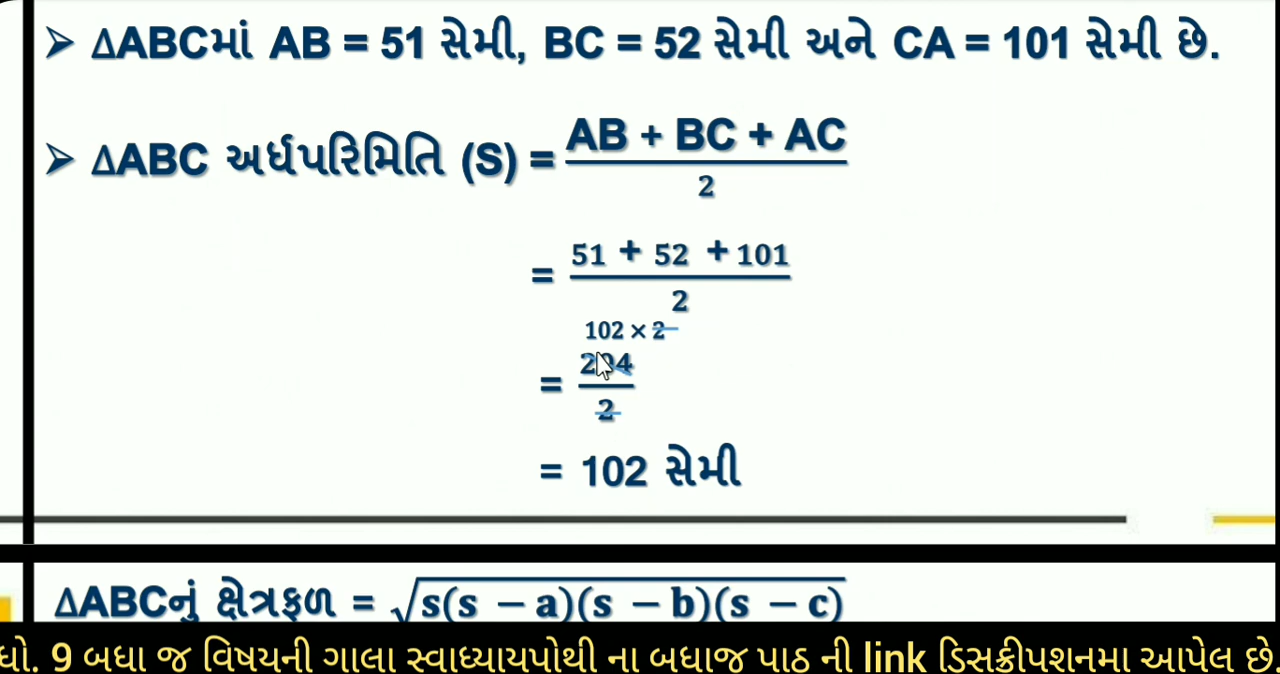 ➢ ΔABCમાં AB = 51 સેમી, BC = 52 સેમી અને CA = 101 સેમી છે.
➢ ΔABC અર્ધપરિમિતિ (S) = AB + BC + AC
2
= 51 + 52 + 101
2
102 × 2
= 204
2
= 102 સેમી
ΔABCનું ક્ષેત્રફળ = √s(s − a)(s − b)(s − c)
ધો. 9 બધા જ વિષયની ગાલા સ્વાધ્યાયપોથી ના બધાજ પાઠ ની link ડિસક્રીપશનમા આપેલ છે.